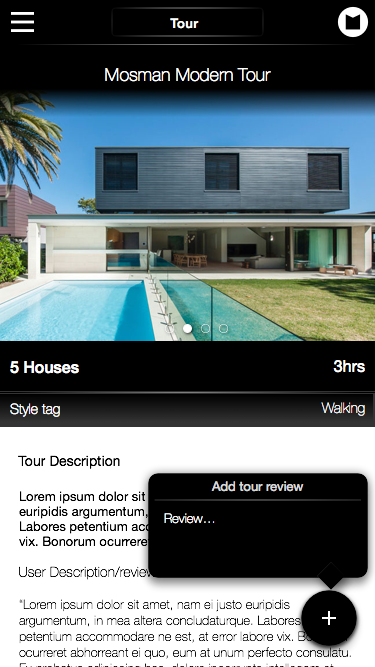 Tour
Mosman Modern Tour
5 Houses
3hrs
Style tag
Walking
Tour Description
Lorem ipsum dolor sit
euripidis argumentum,
Labores petentium acc
vix. Bonorum ocurrere
Add tour review
Review...
User Description/review
"Lorem ipsum dolor sit amet, nam ei justo euripidis
argumentum, in mea altera concludaturque. Labores
petentium accommodare ne est, at error labore vix. Bo
ocurreret abhorreant ei quo, eum at unum perfecto consulatu.